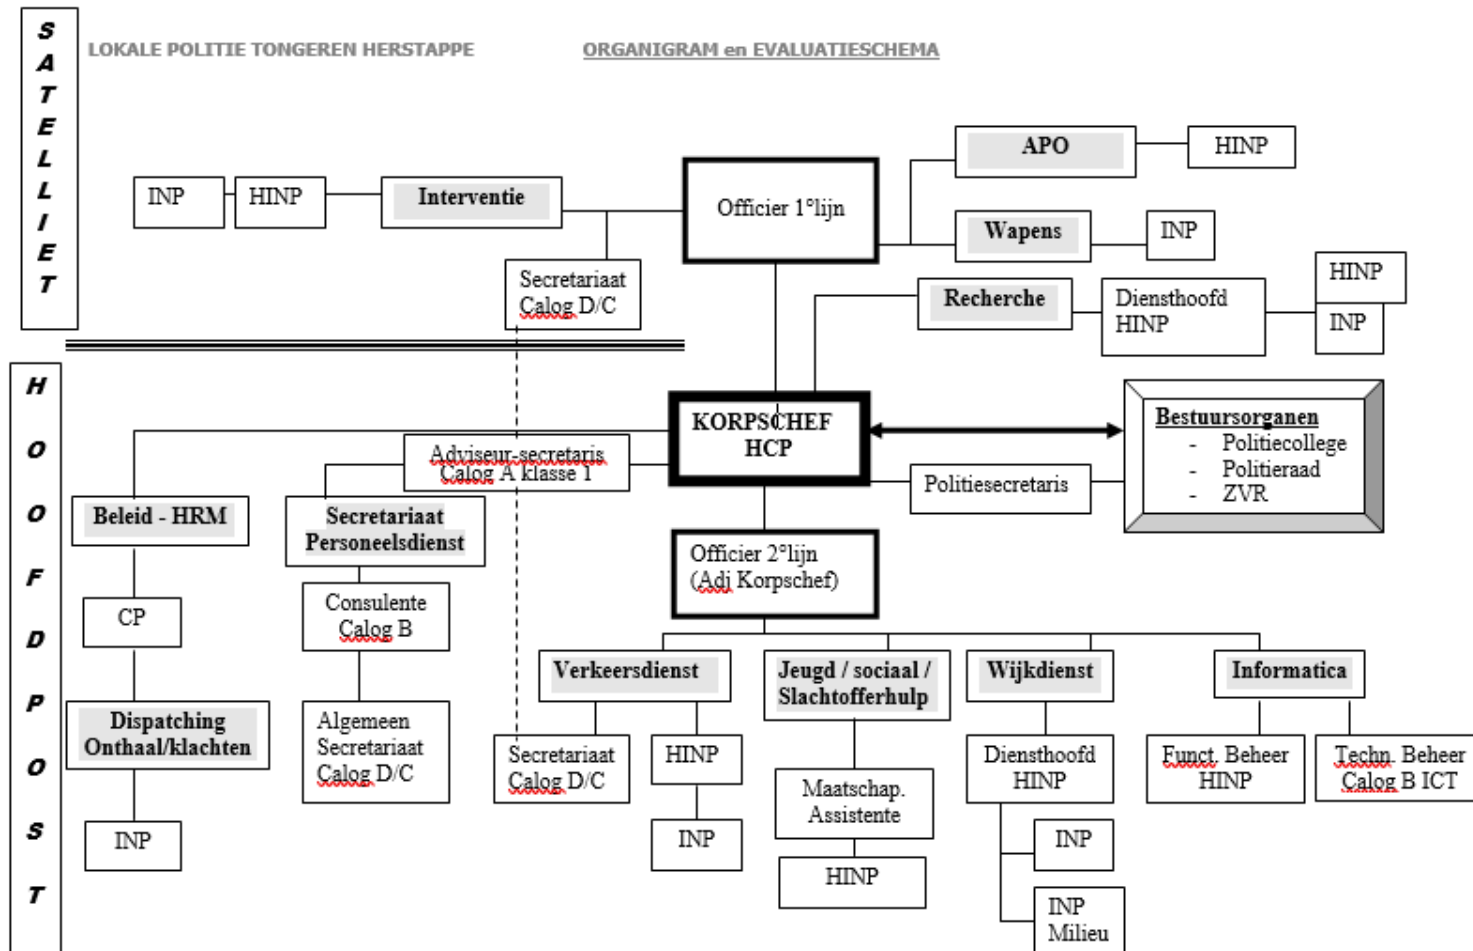 SATELLIET
LOKALE POLITIE TONGEREN HERSTAPPE
ORGANIGRAM en EVALUATIESCHEMA
APO
HINP
INP
HINP
Interventie
Officier 1°lijn
Wapens
INP
Secretariaat
Calog D/C
Recherche
Diensthoofd
HINP
HINP
INP
HOOFDPOST
KORPSCHEF
HCP
Bestuursorganen
- Politiecollege
- Politieraad
- ZVR
Adviseur-secretaris
Calog A klasse 1
Politiesecretaris
Beleid - HRM
Secretariaat
Personeelsdienst
Officier 2°lijn
(Adj Korpschef)
CP
Consulente
Calog B
Verkeersdienst
Jeugd / sociaal /
Slachtofferhulp
Wijkdienst
Informatica
Dispatching
Onthaal/klachten
Algemeen
Secretariaat
Calog D/C
Secretariaat
Calog D/C
HINP
Maatschap.
Assistente
Diensthoofd
HINP
Funct. Beheer
HINP
Techn. Beheer
Calog B ICT
INP
INP
HINP
INP
INP
Milieu